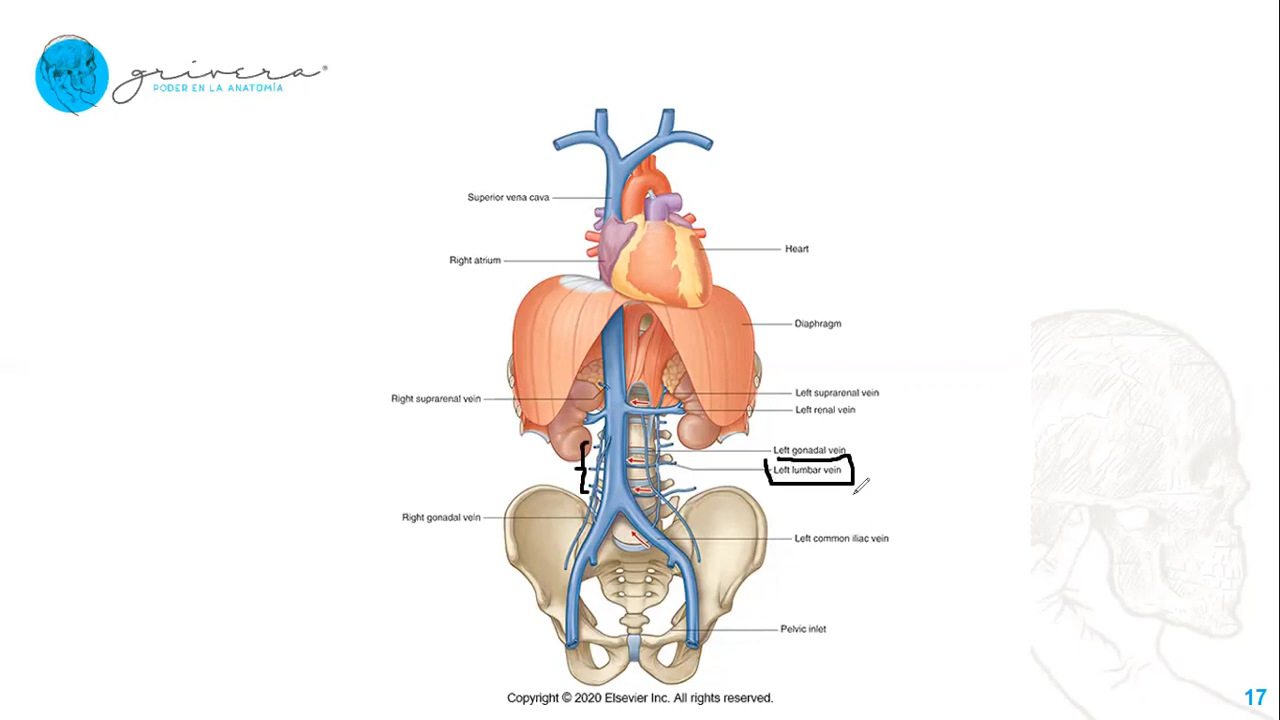 grivera®
PODER EN LA ANATOMÍA
Superior vena cava
Heart
Right atrium
Diaphragm
Left suprarenal vein
Right suprarenal vein
Left renal vein
Left gonadal vein
Left lumbar vein
Right gonadal vein
Left common iliac vein
Pelvic inlet
Copyright © 2020 Elsevier Inc. All rights reserved.
17